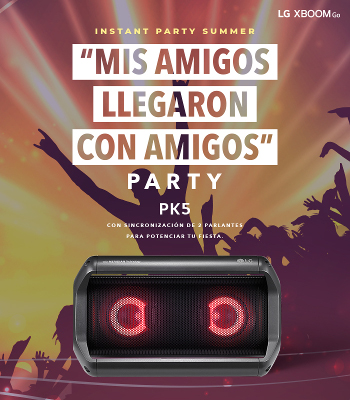 INSTANT PARTY SUMMER
LG XBOOM Go
“MIS AMIGOS
LLEGARON
CON AMIGOS”
PARTY
PK5
CON SINCRONIZACIÓN DE 2 PARLANTES
PARA POTENCIAR TU FIESTA.
LG